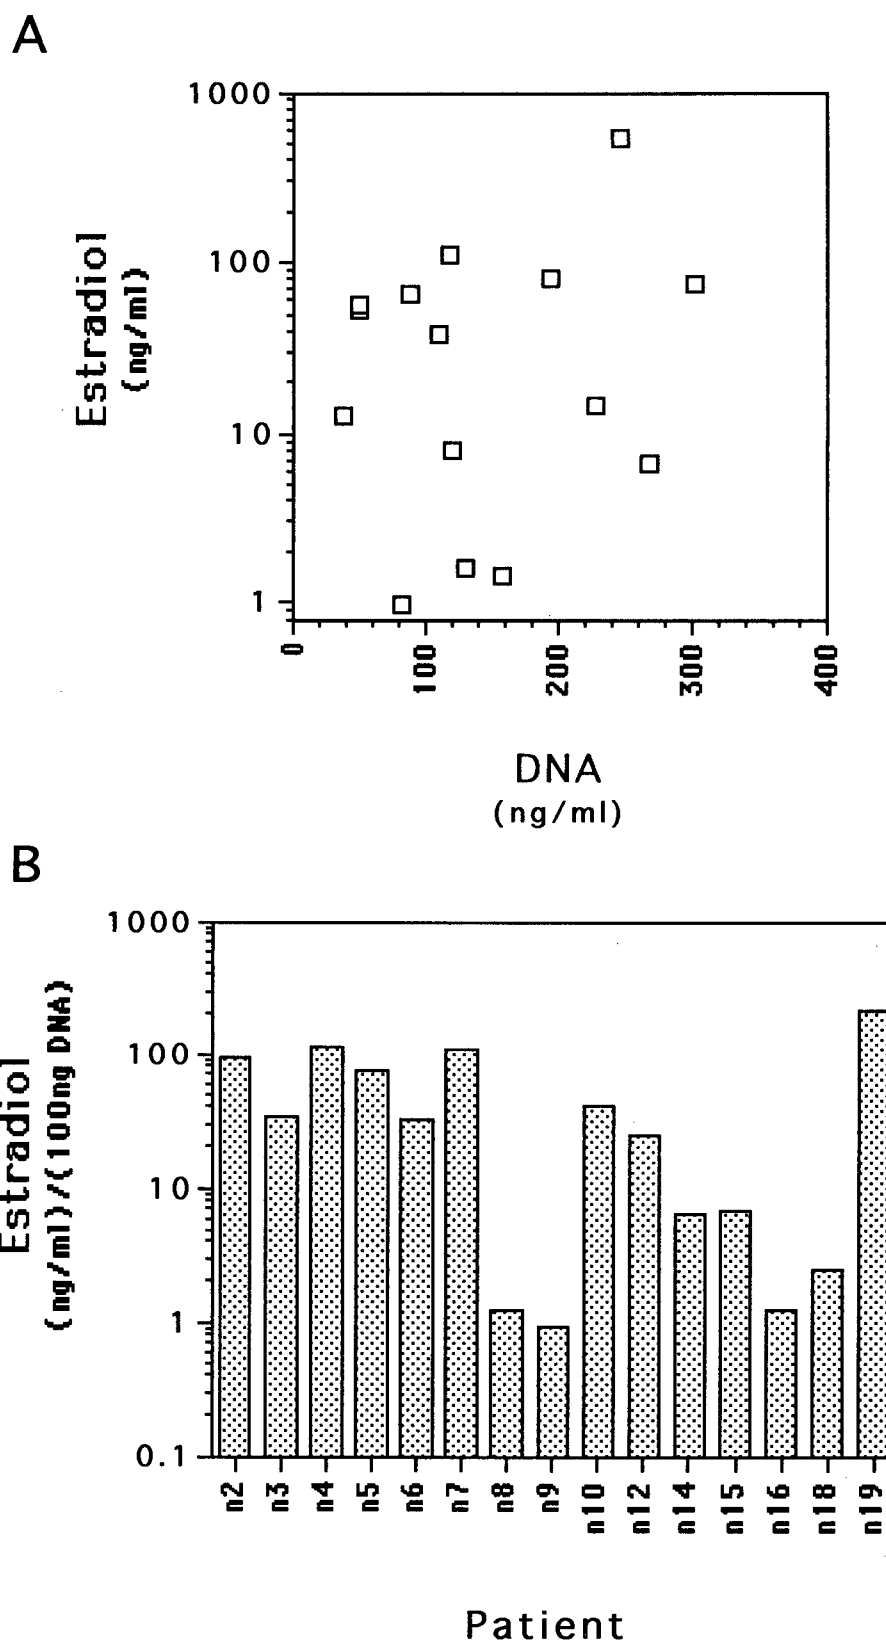 A
1000
100
10
1
Estradiol
(ng/ml)
0
100
200
300
400
DNA
(ng/ml)
B
1000
100
10
1
0.1
Estradiol
(ng/ml)/(100ng DNA)
n2
n3
n4
n5
n6
n7
n8
n9
n10
n12
n14
n15
n16
n18
n19
Patient